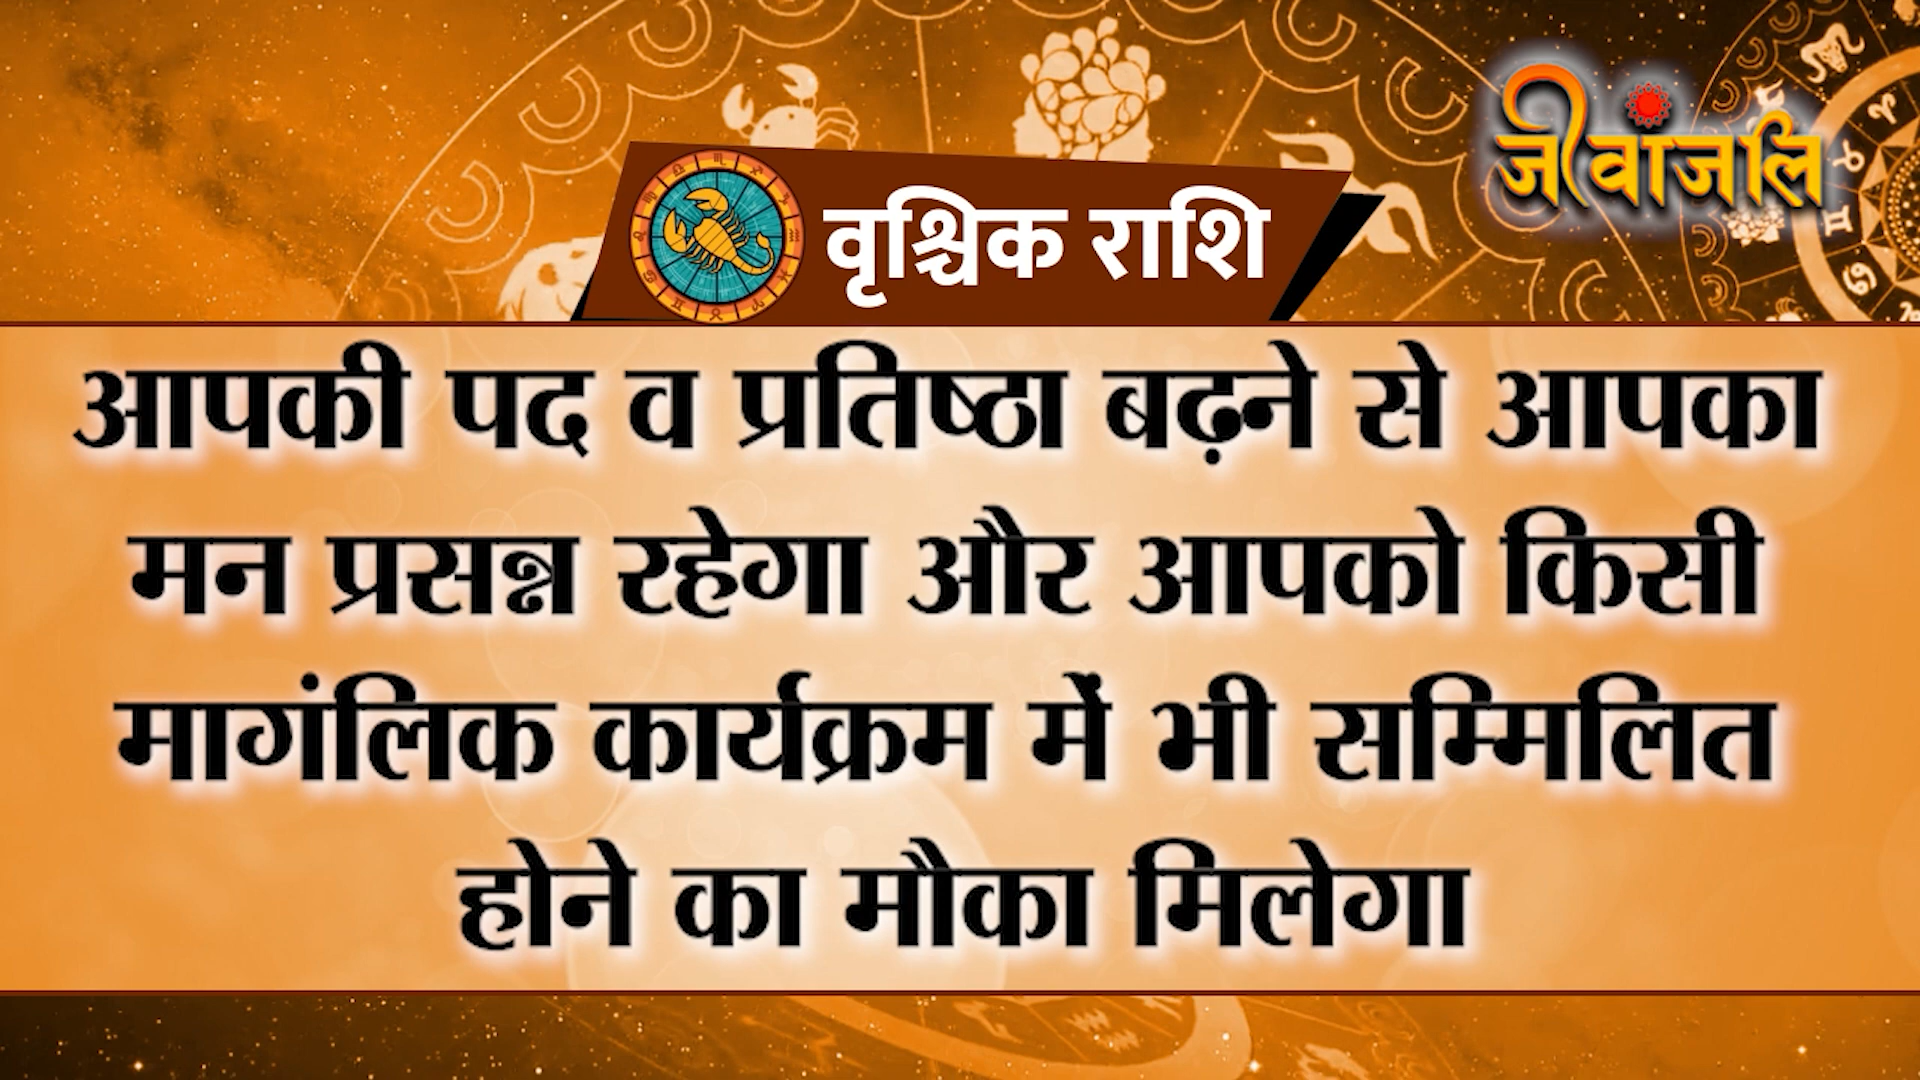 जीवांजलि
वृश्चिक राशि
आपकी पद व प्रतिष्ठा बढ़ने से आपका
मन प्रसन्न रहेगा और आपको किसी
मागंलिक कार्यक्रम में भी सम्मिलित
होने का मौका मिलेगा